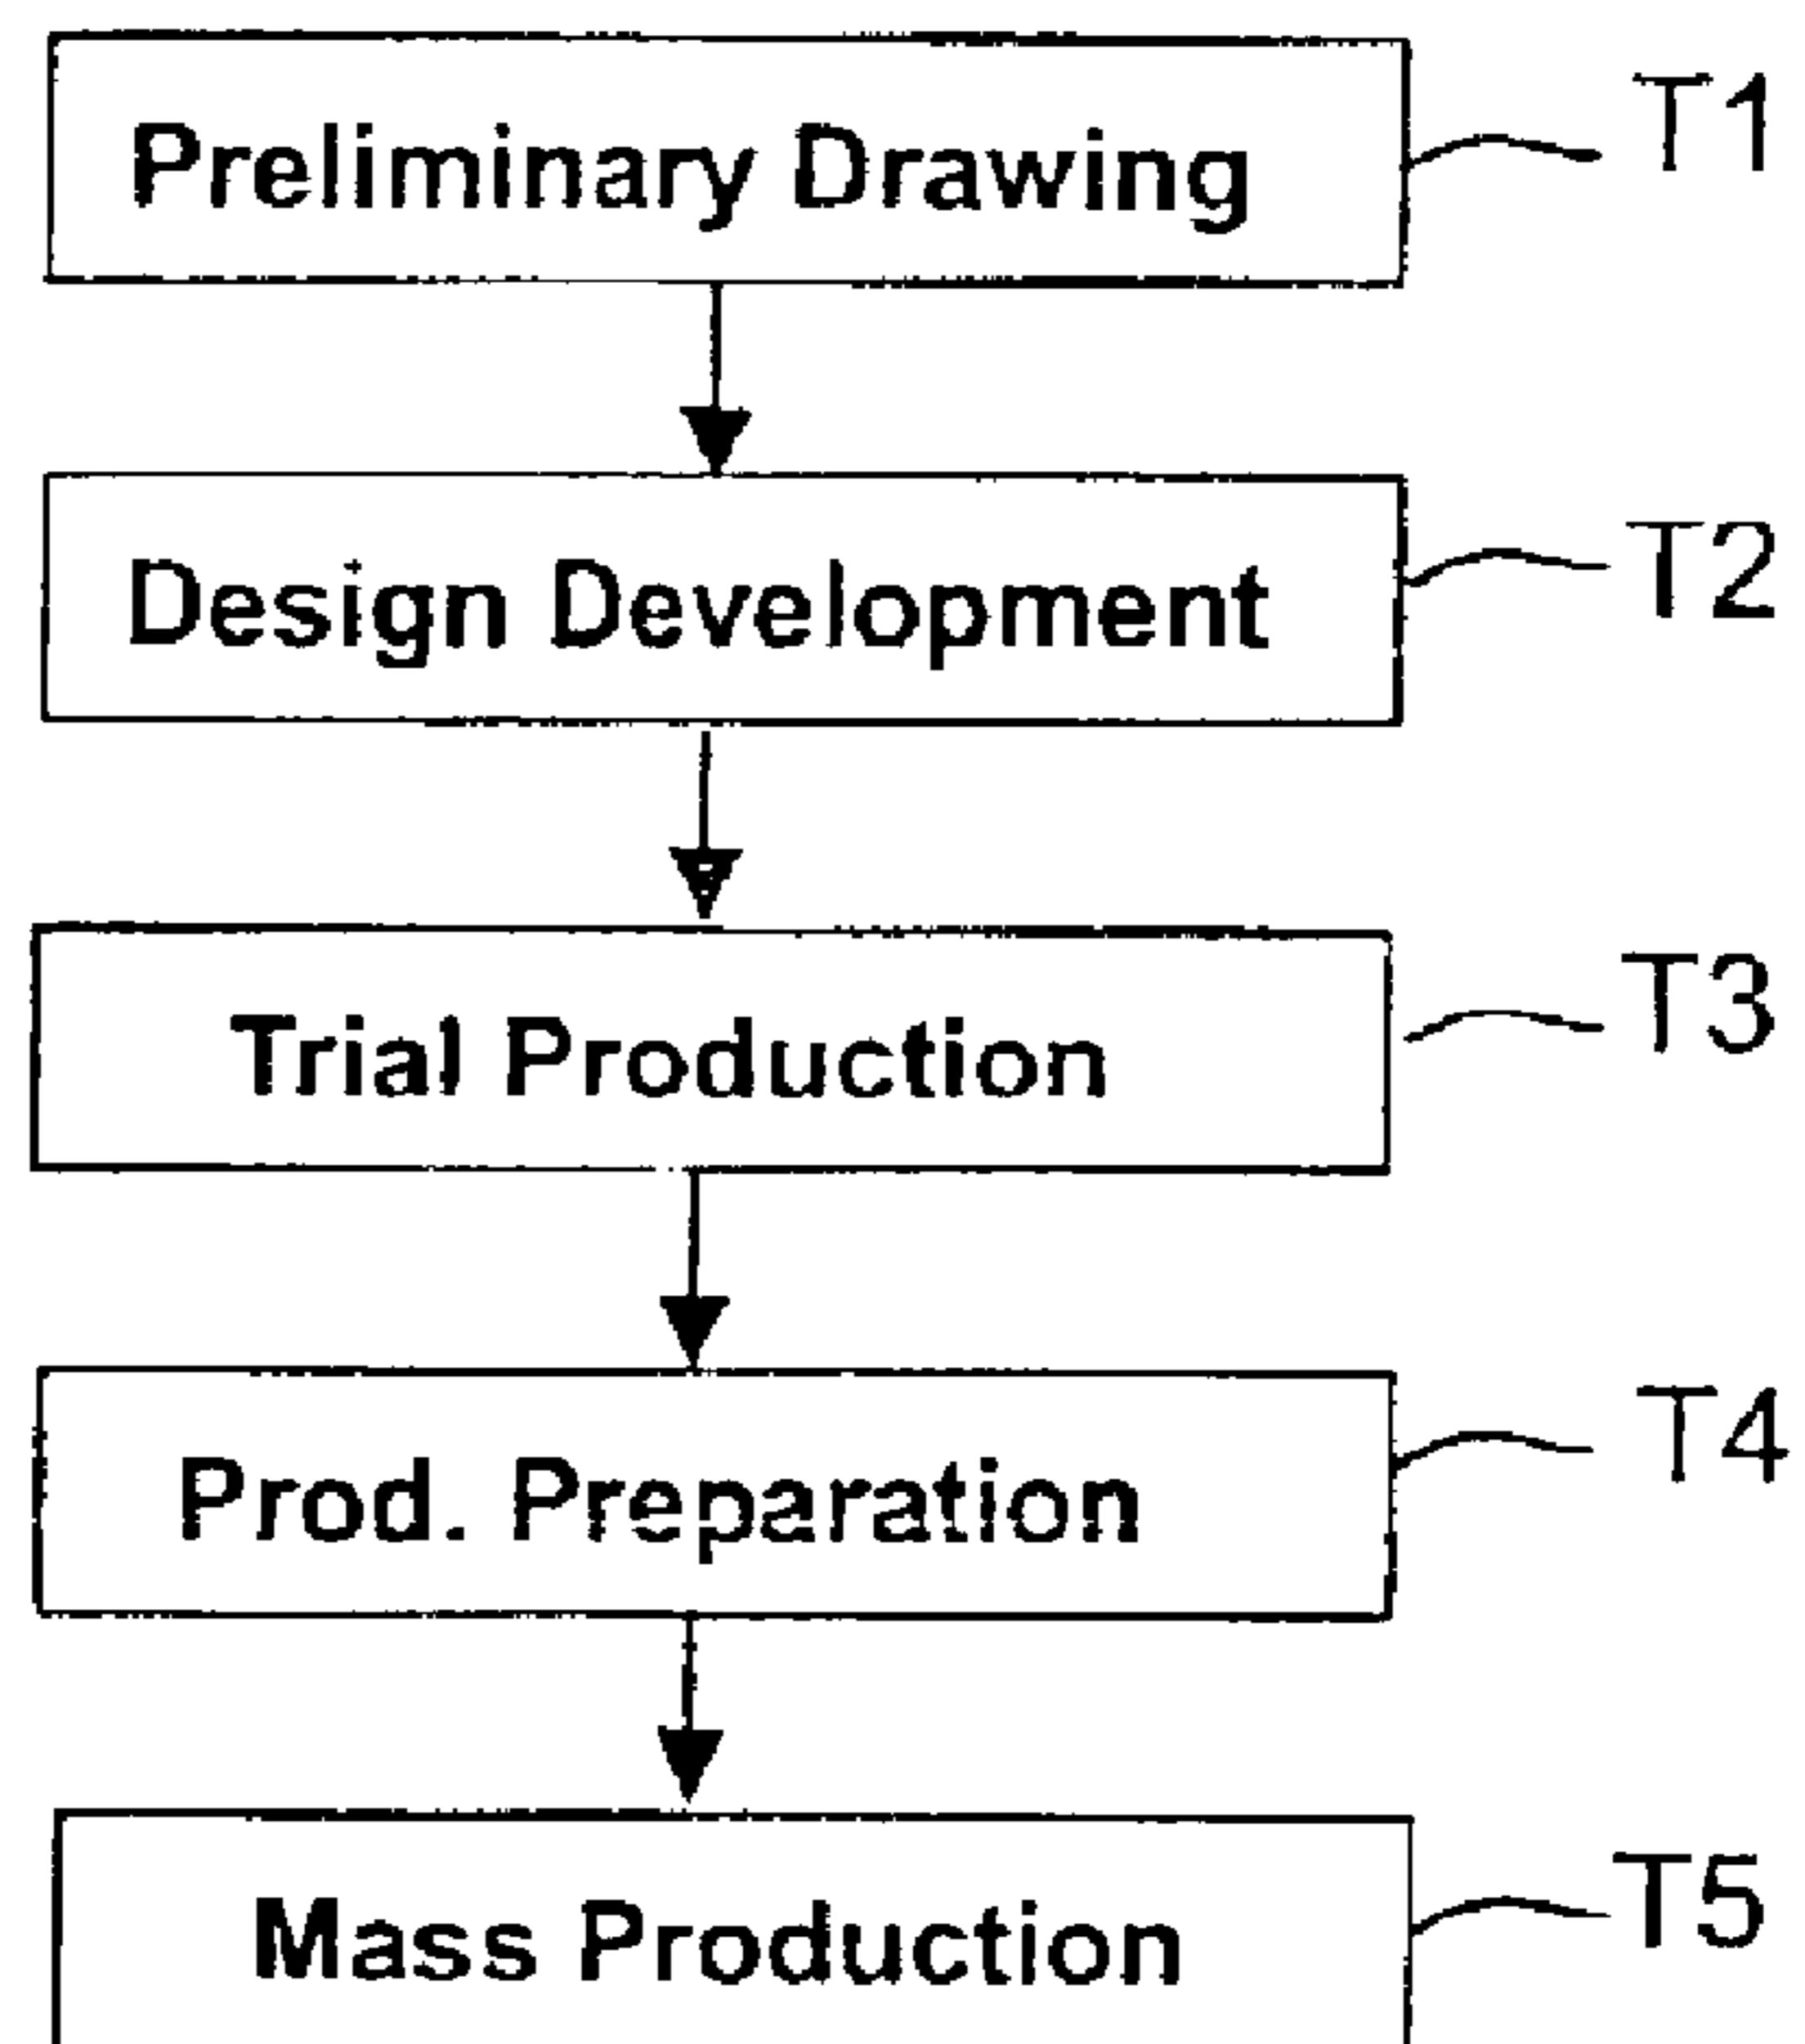 Preliminary Drawing
T1
Design Development
T2
Trial Production
T3
Prod. Preparation
T4
Mass Production
T5